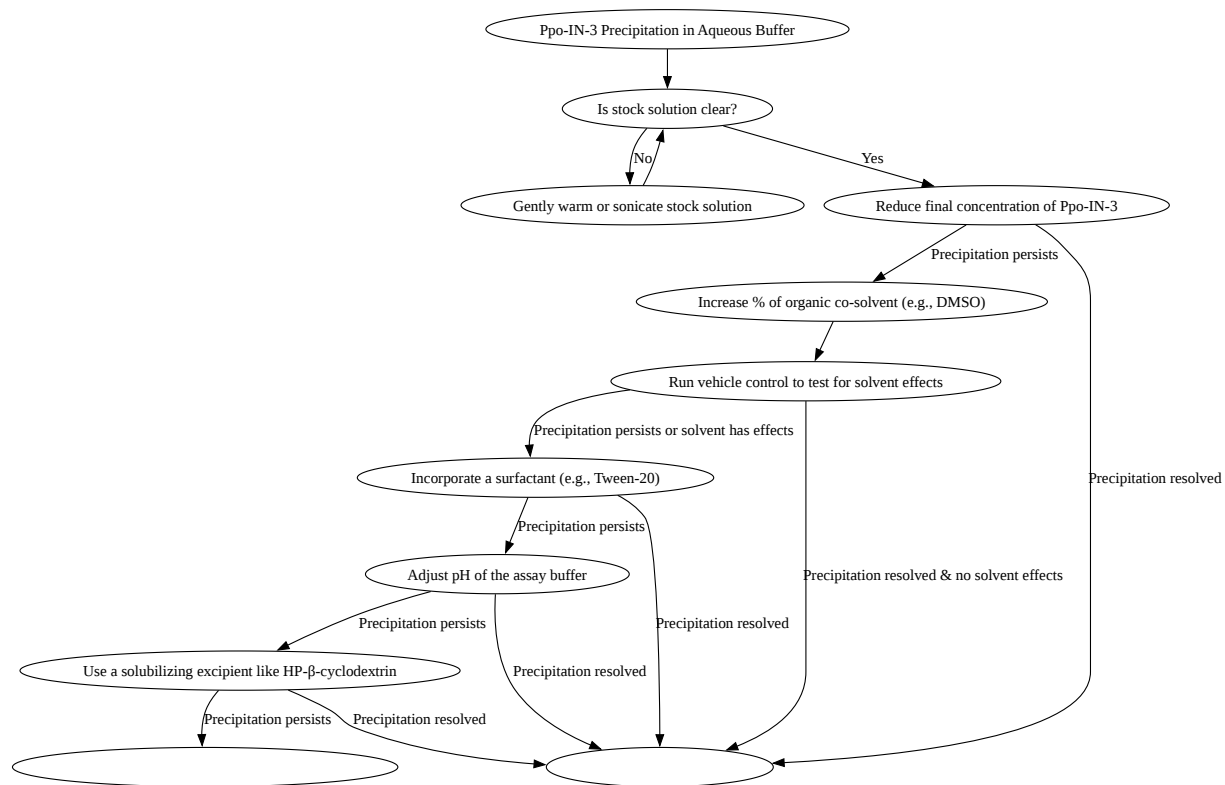 Ppo-IN-3 Precipitation in Aqueous Buffer
Is stock solution clear?
No
Yes
Gently warm or sonicate stock solution
Reduce final concentration of Ppo-IN-3
Precipitation persists
Increase % of organic co-solvent (e.g., DMSO)
Run vehicle control to test for solvent effects
Precipitation persists or solvent has effects
Incorporate a surfactant (e.g., Tween-20)
Precipitation resolved
Precipitation persists
Adjust pH of the assay buffer
Precipitation resolved & no solvent effects
Precipitation persists
Precipitation resolved
Use a solubilizing excipient like HP-β-cyclodextrin
Precipitation resolved
Precipitation persists
Precipitation resolved